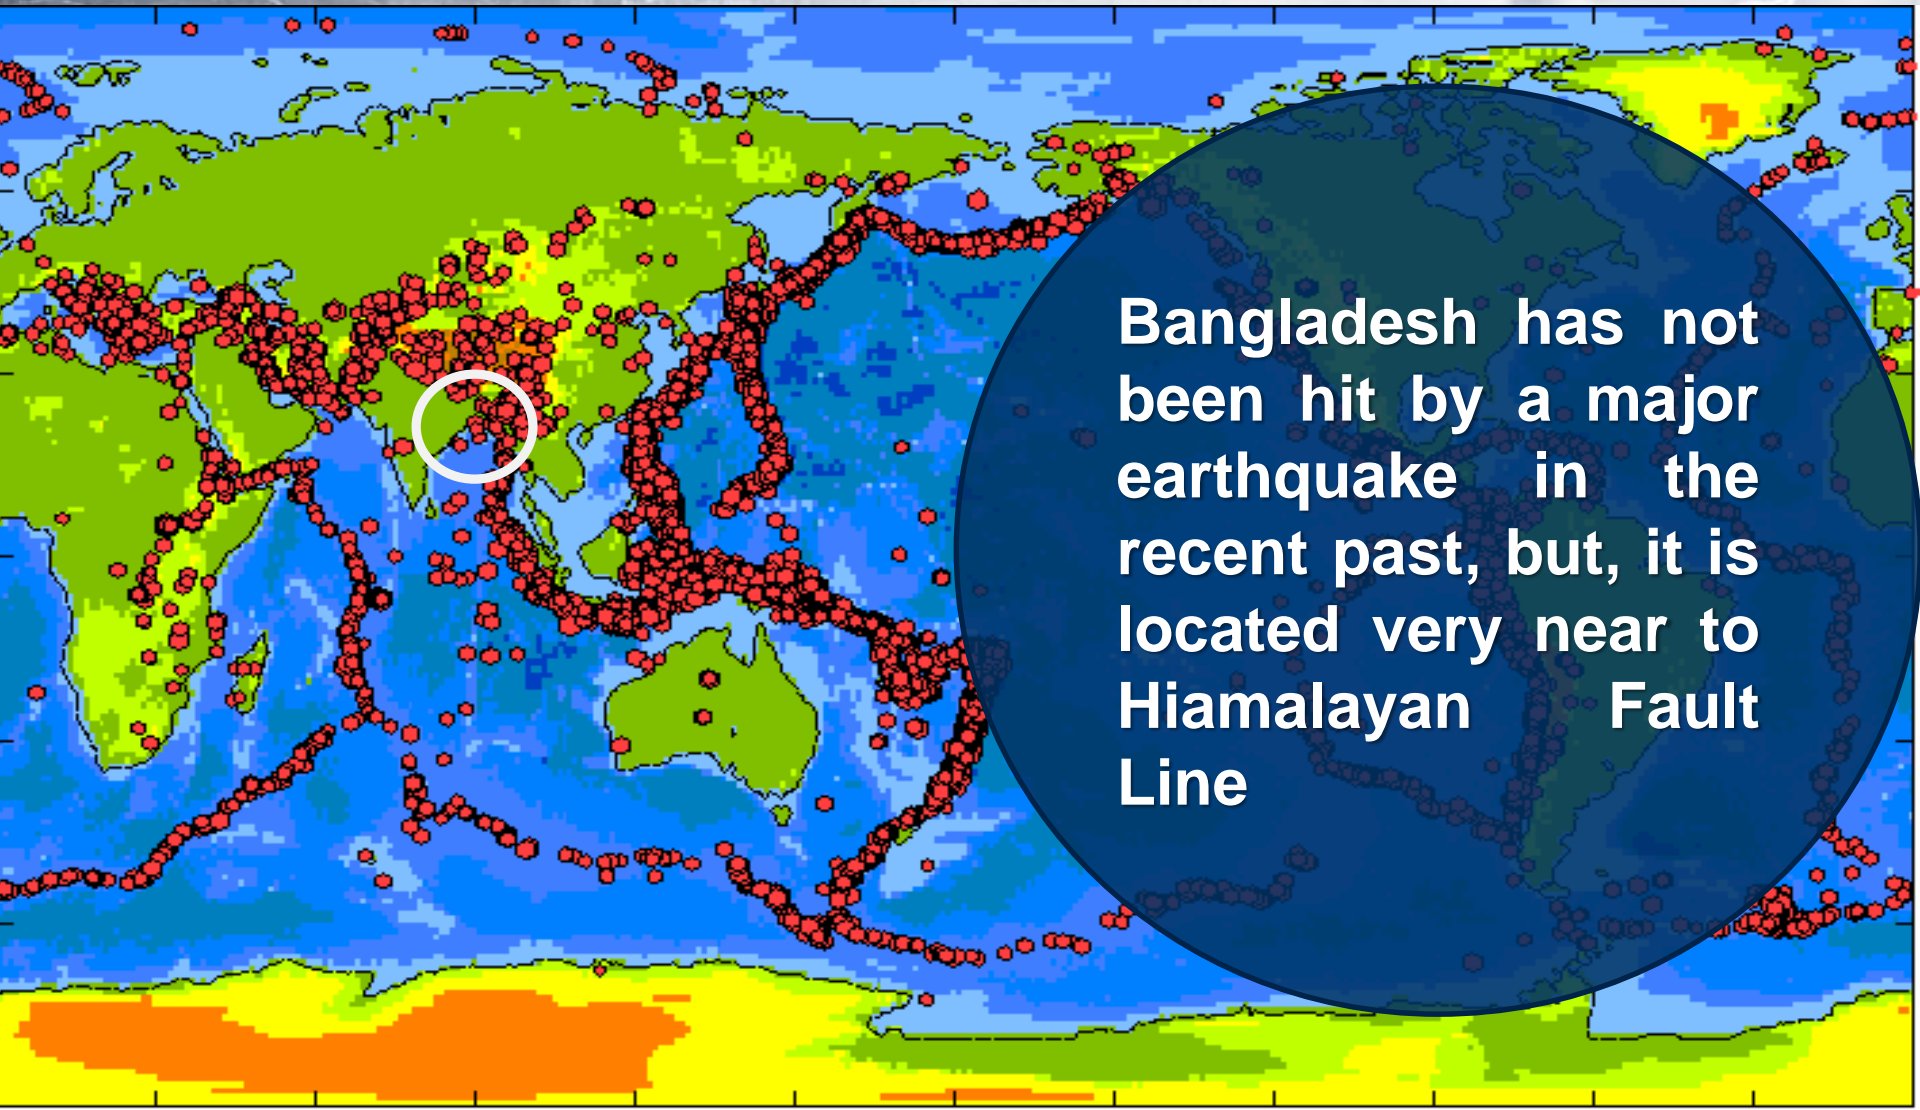 Bangladesh has not
been hit by a major
earthquake in the
recent past, but, it is
located very near to
Hiamalayan Fault
Line